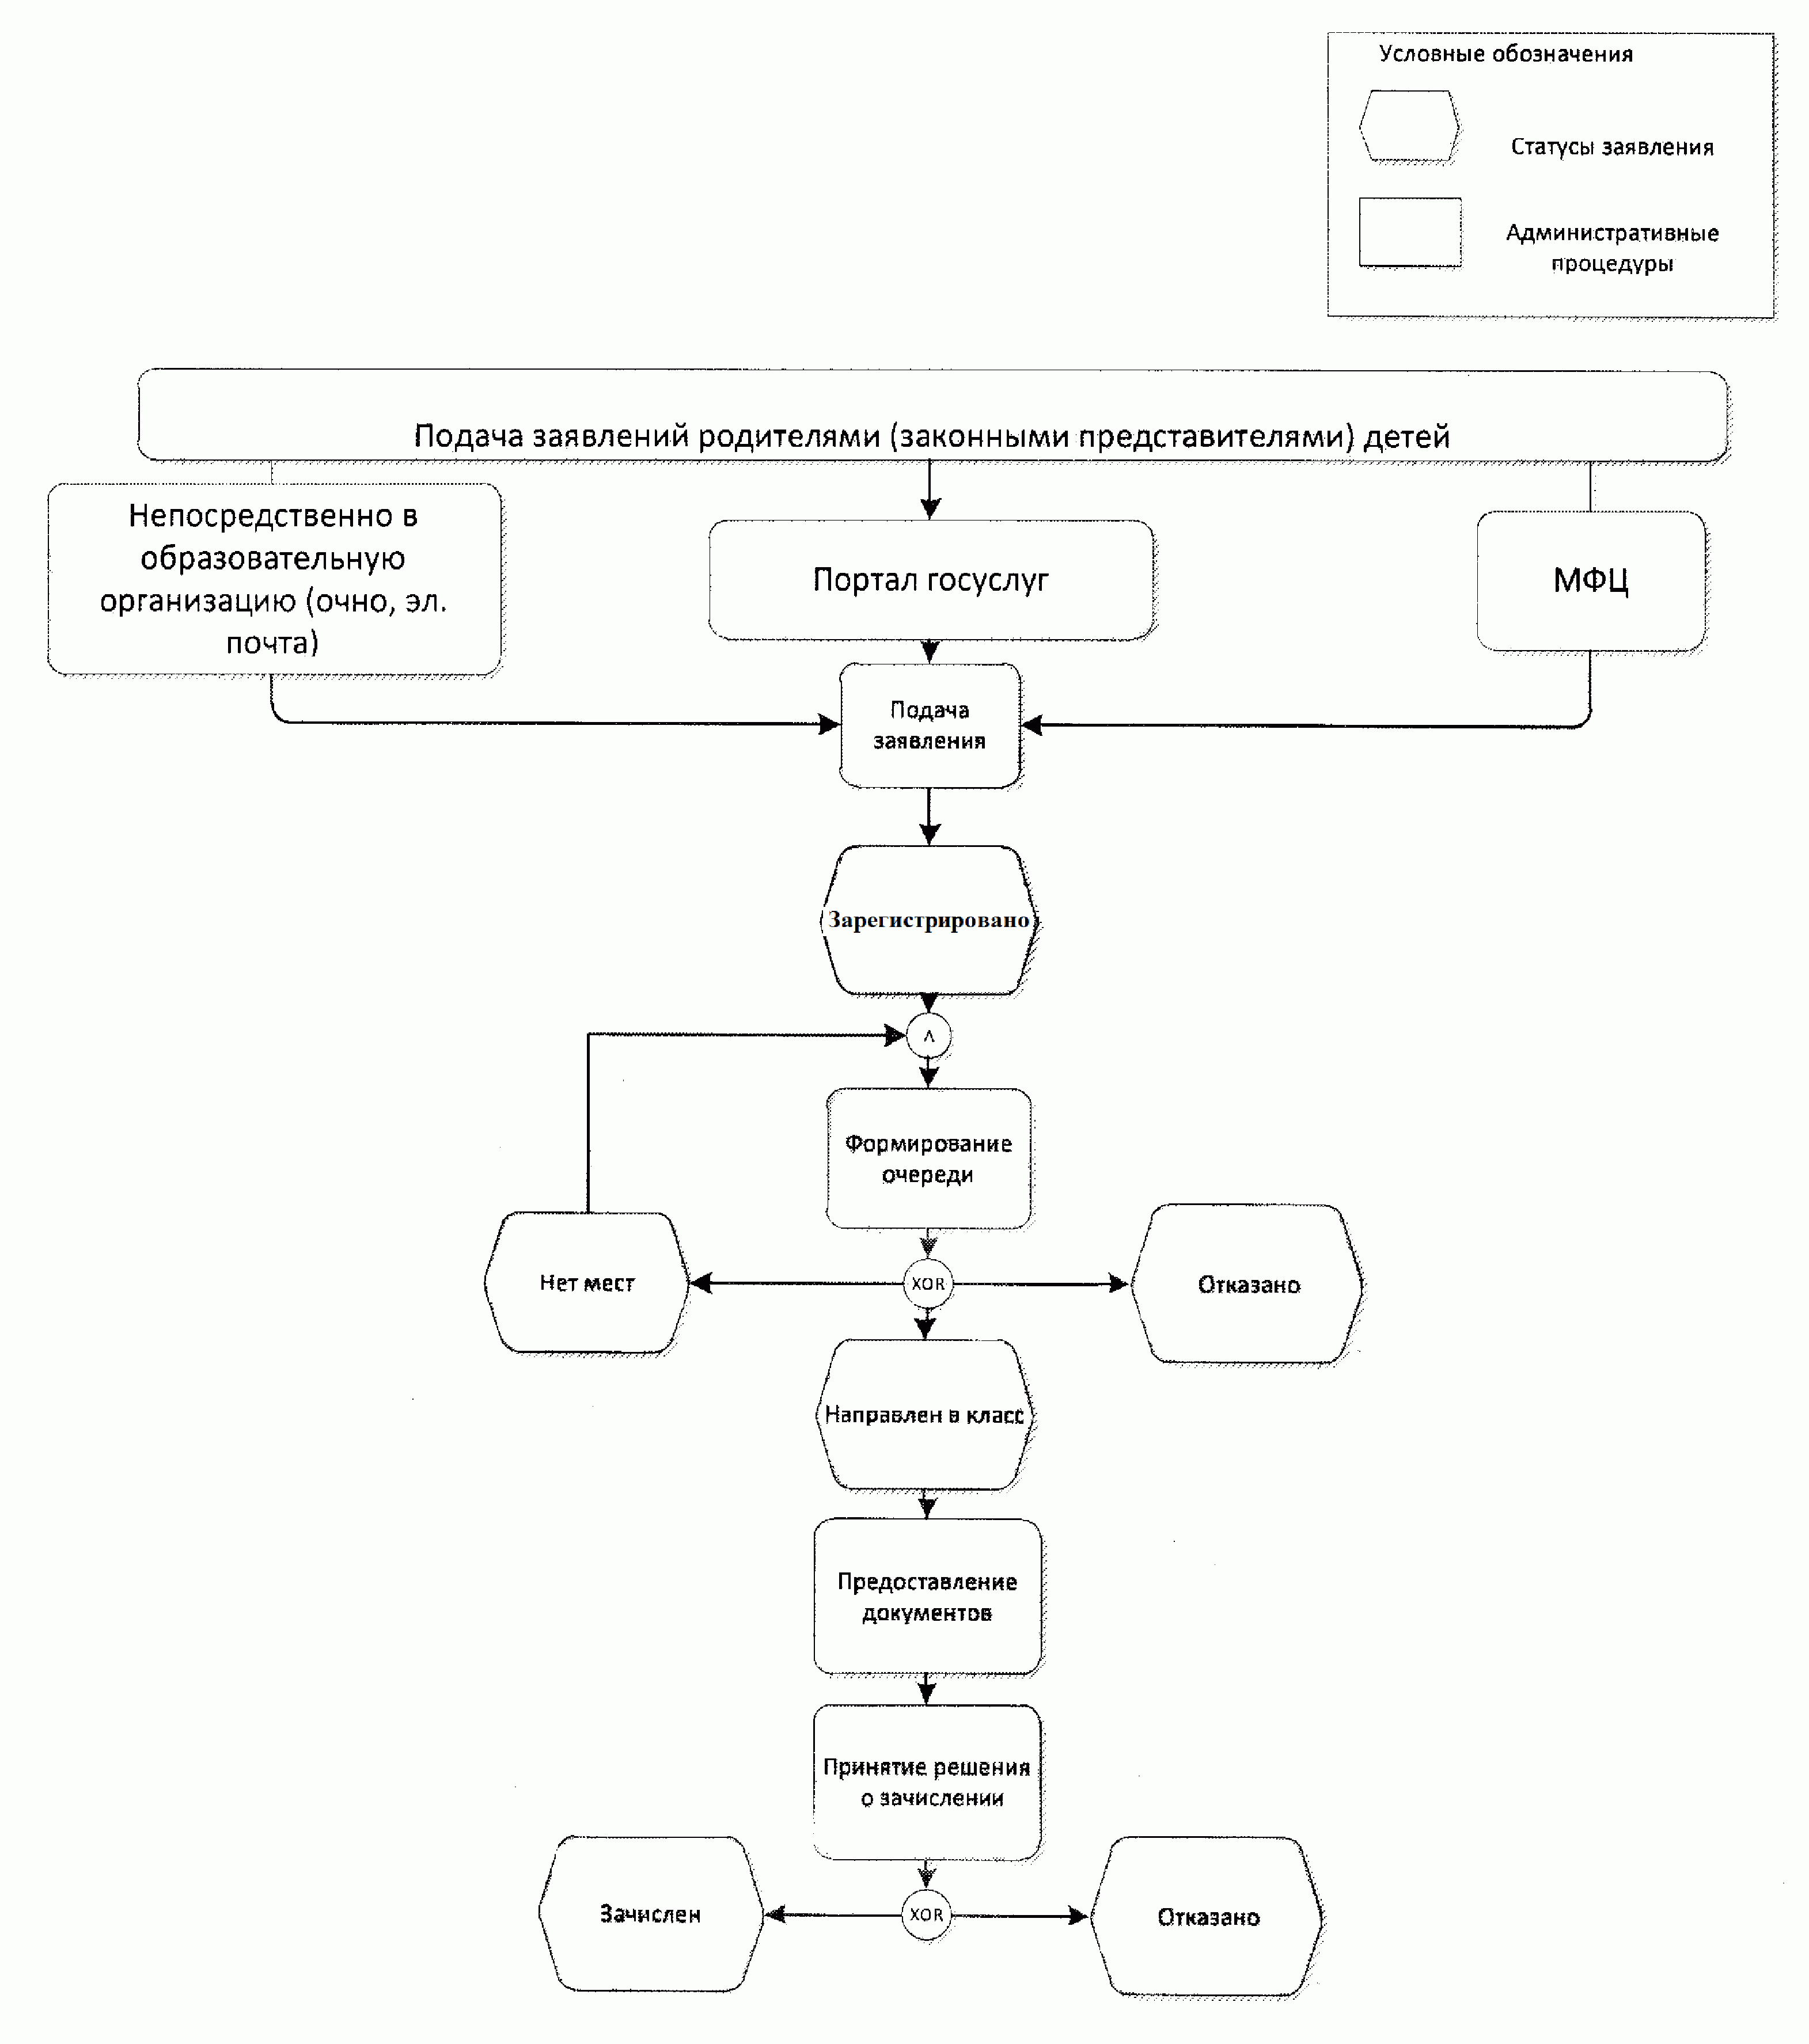 Условные обозначения
Статусы заявления
Административные
процедуры
Подача заявлений родителями (законными представителями) детей
Непосредственно в
образовательную
организацию (очно, эл.
почта)
Портал госуслуг
МФЦ
Подача
заявления
Зарегистрировано
Λ
Формирование
очереди
Нет мест
XOR
Отказано
Направлен в класс
Предоставление
документов
Принятие решения
о зачислении
Зачислен
XOR
Отказано